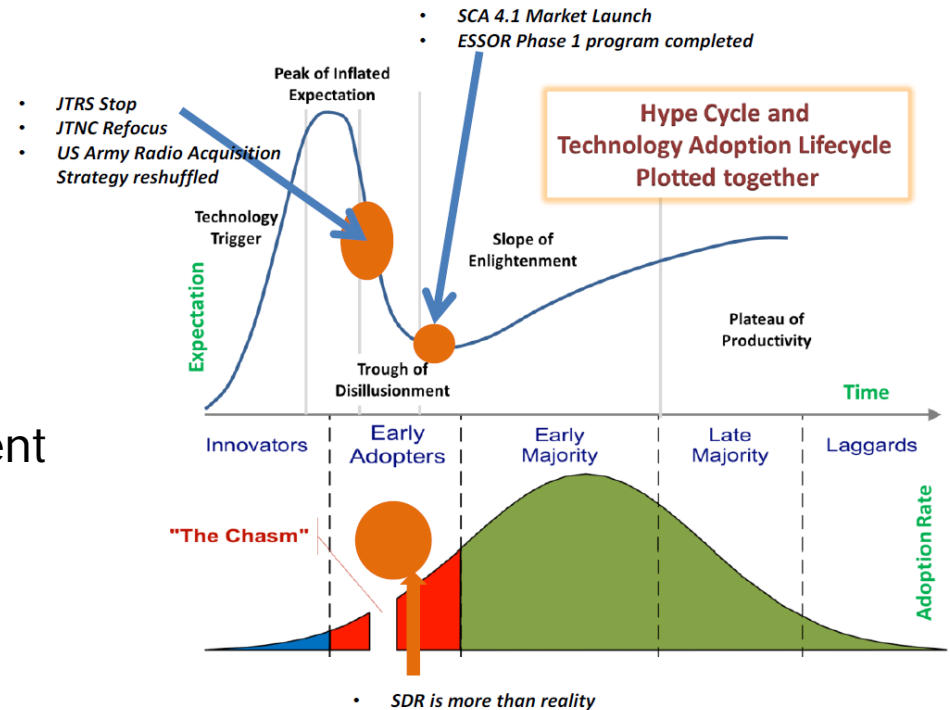 • SCA 4.1 Market Launch
• ESSOR Phase 1 program completed
Peak of Inflated
Expectation
• JTRS Stop
• JTNC Refocus
• US Army Radio Acquisition
Strategy reshuffled
Hype Cycle and
Technology Adoption Lifecycle
Plotted together
Technology
Trigger
Slope of
Enlightenment
Expectation
Plateau of
Productivity
Trough of
Disillusionment
Time
ent
Innovators
Early
Adopters
Early
Majority
Late
Majority
Laggards
"The Chasm"
Adoption Rate
• SDR is more than reality